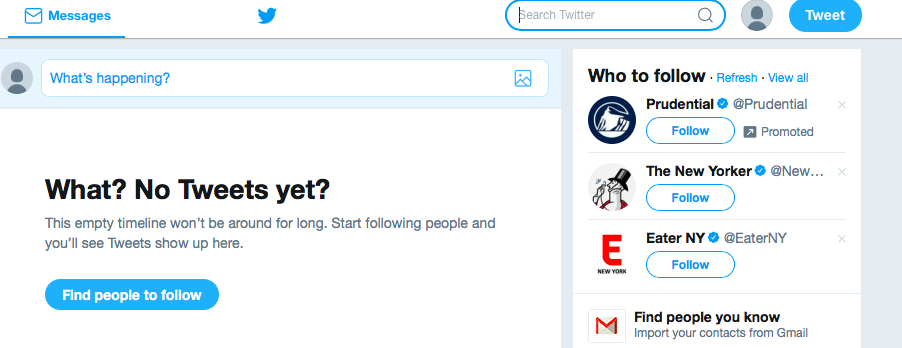 Messages
Search Twitter
Tweet
What's happening?
What? No Tweets yet?
This empty timeline won't be around for long. Start following people and
you'll see Tweets show up here.
Find people to follow
Who to follow · Refresh · View all
Prudential @Prudential
Follow
Promoted
The New Yorker @New...
Follow
E
NEW YORK
Eater NY @EaterNY
Follow
Find people you know
Import your contacts from Gmail